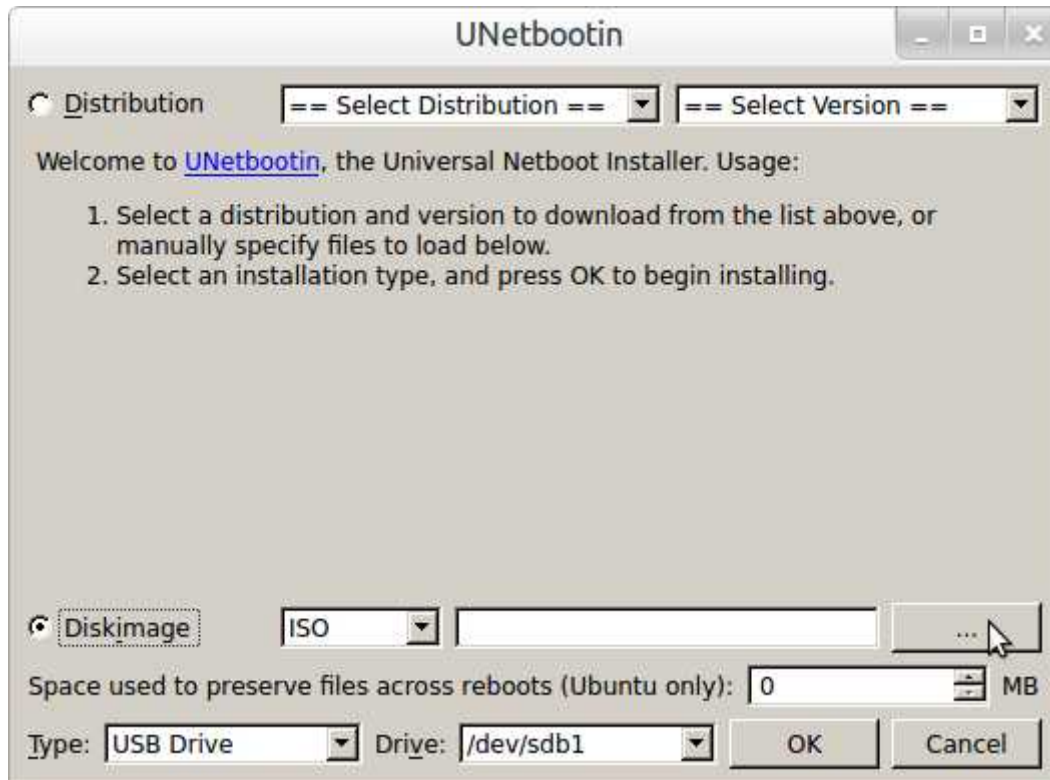 UNetbootin
Distribution == Select Distribution == == Select Version ==
Welcome to UNetbootin, the Universal Netboot Installer. Usage:
1. Select a distribution and version to download from the list above, or
manually specify files to load below.
2. Select an installation type, and press OK to begin installing.
Diskimage ISO ...
Space used to preserve files across reboots (Ubuntu only): 0 MB
Type: USB Drive Drive: /dev/sdb1 OK Cancel